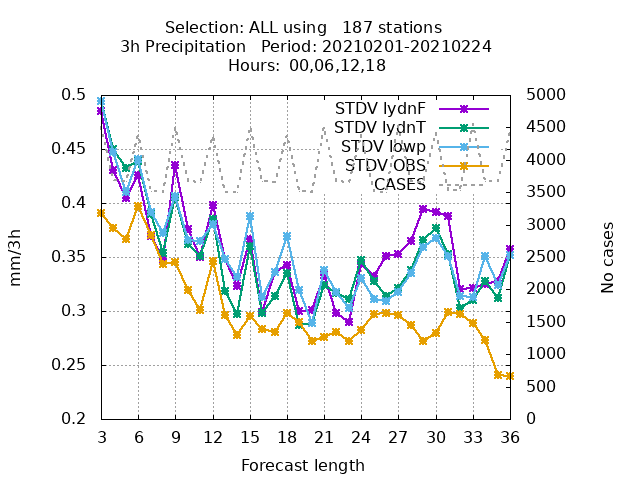 Selection: ALL using   187 stations
3h Precipitation   Period: 20210201-20210224
Hours:  00,06,12,18
STDV lydnF
STDV lydnT
STDV lowp
STDV OBS
CASES
0.5
0.45
0.4
0.35
0.3
0.25
0.2
mm/3h
5000
4500
4000
3500
3000
2500
2000
1500
1000
500
0
No cases
3 6 9 12 15 18 21 24 27 30 33 36
Forecast length